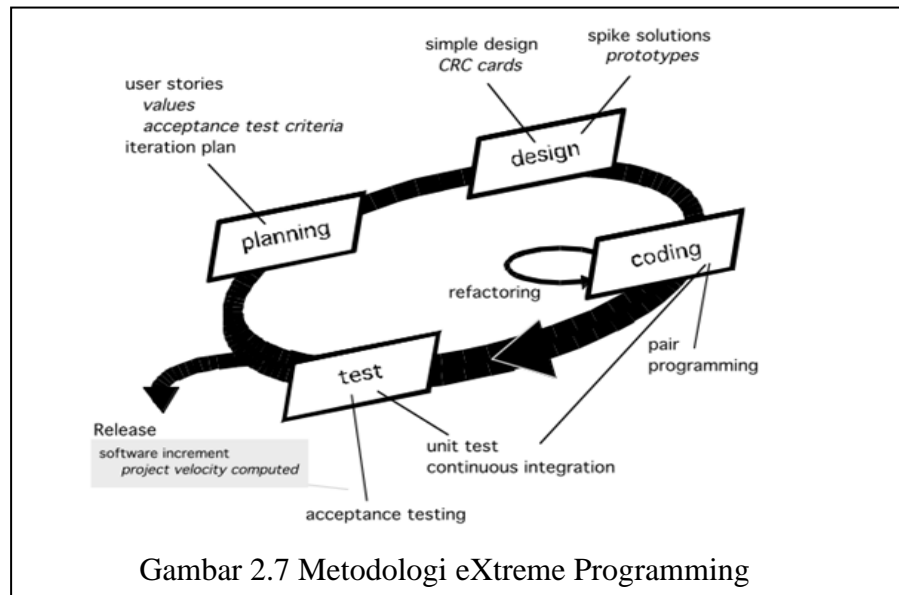 spike solutions
prototypes
simple design
CRC cards
user stories
values
acceptance test criteria
iteration plan
design
planning
coding
refactoring
pair
programming
test
Release
software increment
project velocity computed
unit test
continuous integration
acceptance testing
Gambar 2.7 Metodologi eXtreme Programming